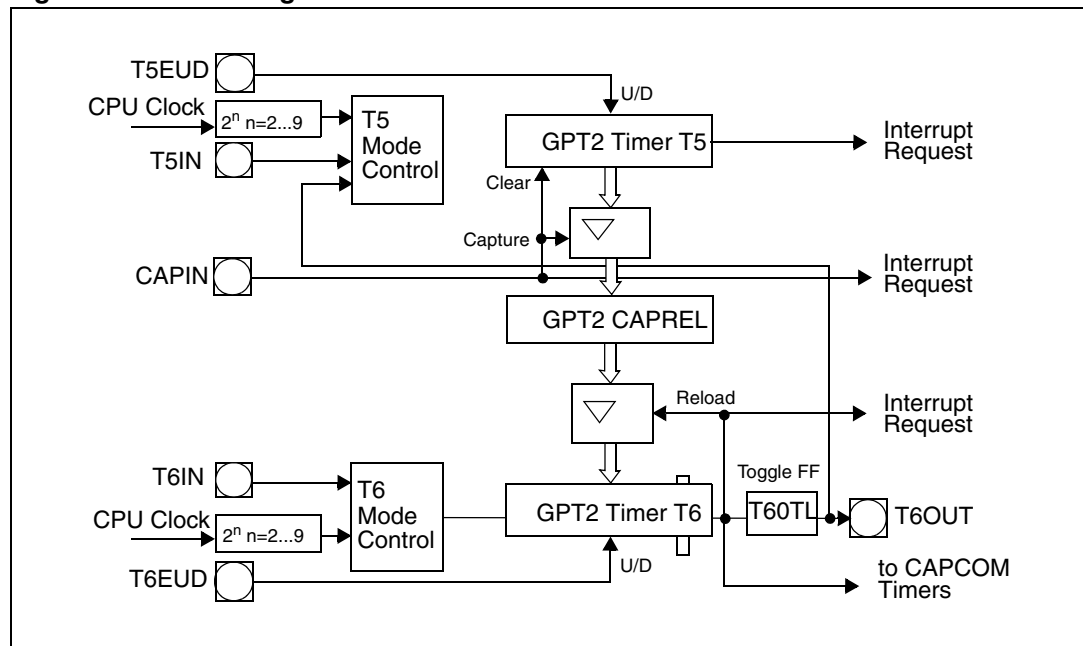 T5EUD
CPU Clock
2ⁿ n=2...9
T5IN
T5
Mode
Control
U/D
GPT2 Timer T5
Interrupt
Request
Clear
Capture
CAPIN
Interrupt
Request
GPT2 CAPREL
Reload
Interrupt
Request
T6IN
CPU Clock
2ⁿ n=2...9
T6EUD
T6
Mode
Control
GPT2 Timer T6
U/D
Toggle FF
T60TL
T6OUT
to CAPCOM
Timers